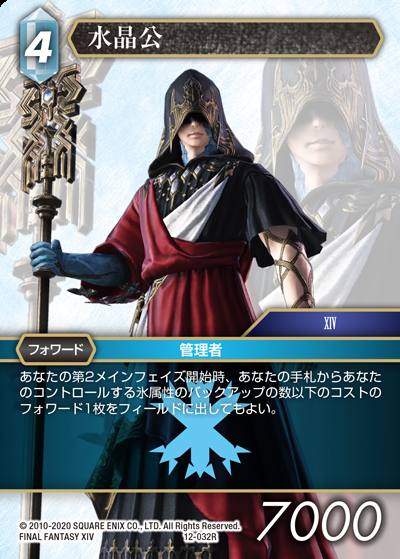 4
水晶公
XIV
フォワード
管理者
あなたの第2メインフェイズ開始時、あなたの手札からあなた
のコントロールする氷属性のバックアップの数以下のコストの
フォワード1枚をフィールドに出してもよい。
© 2010-2020 SQUARE ENIX CO., LTD. All Rights Reserved.
FINAL FANTASY XIV
12-032R
7000